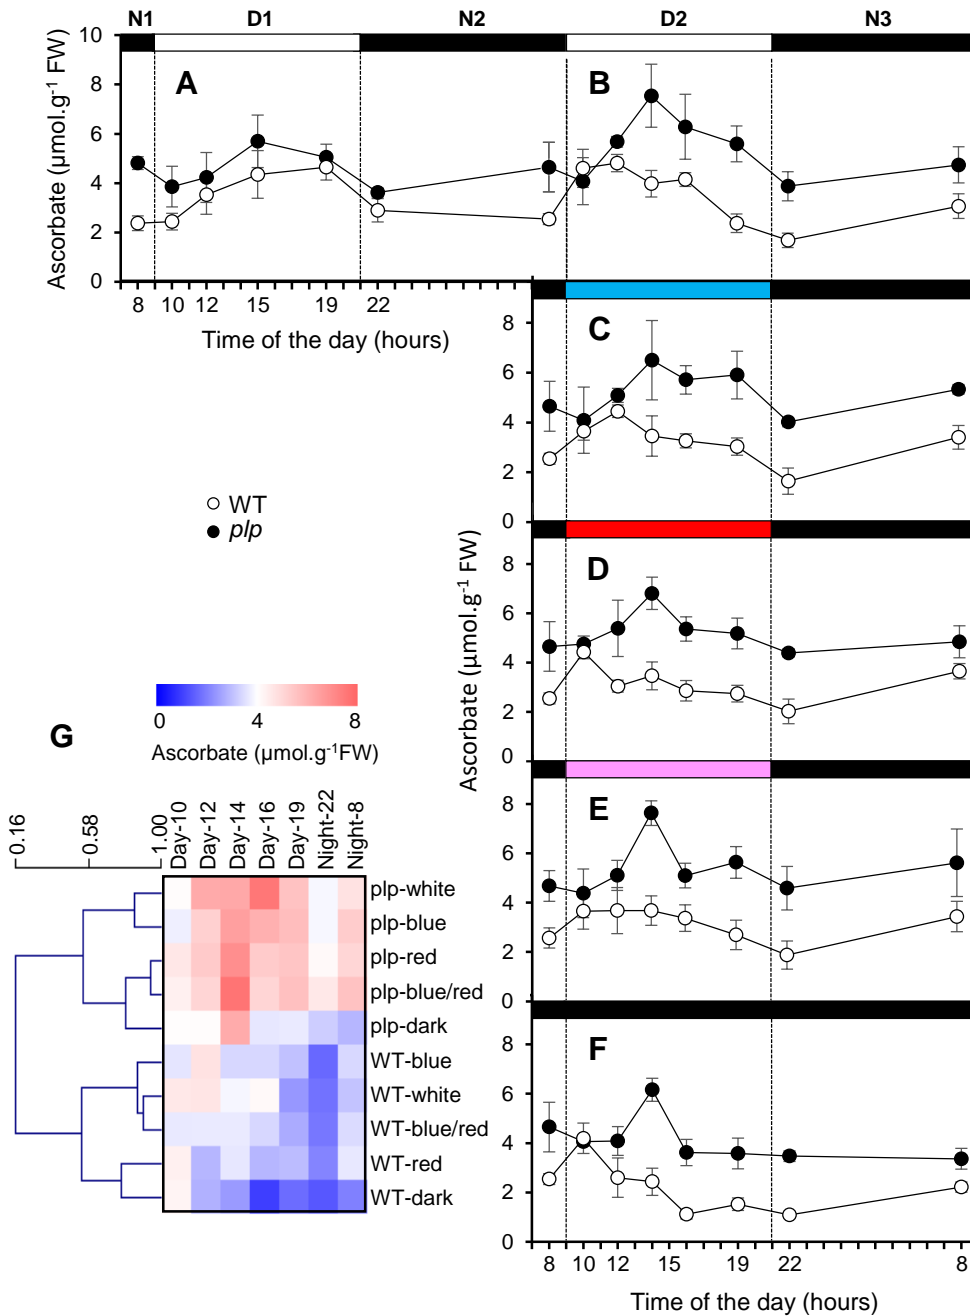 N1 D1 N2 D2 N3
10
8
6
4
2
0
Ascorbate (µmol.g⁻¹ FW)
A
B
8 10 12 15 19 22
Time of the day (hours)
8
6
4
2
0
C
WT
plp
8
6
4
2
0
D
Ascorbate (µmol.g⁻¹ FW)
8
6
4
2
0
E
8
6
4
2
0
F
8 10 12 19 22 8
Time of the day (hours)
G
0 4 8
Ascorbate (µmol.g⁻¹FW)
0.16 0.58 1.00
Day-10 Day-12 Day-14 Day-16 Day-19 Night-22 Night-8
plp-white
plp-blue
plp-red
plp-blue/red
plp-dark
WT-blue
WT-white
WT-blue/red
WT-red
WT-dark